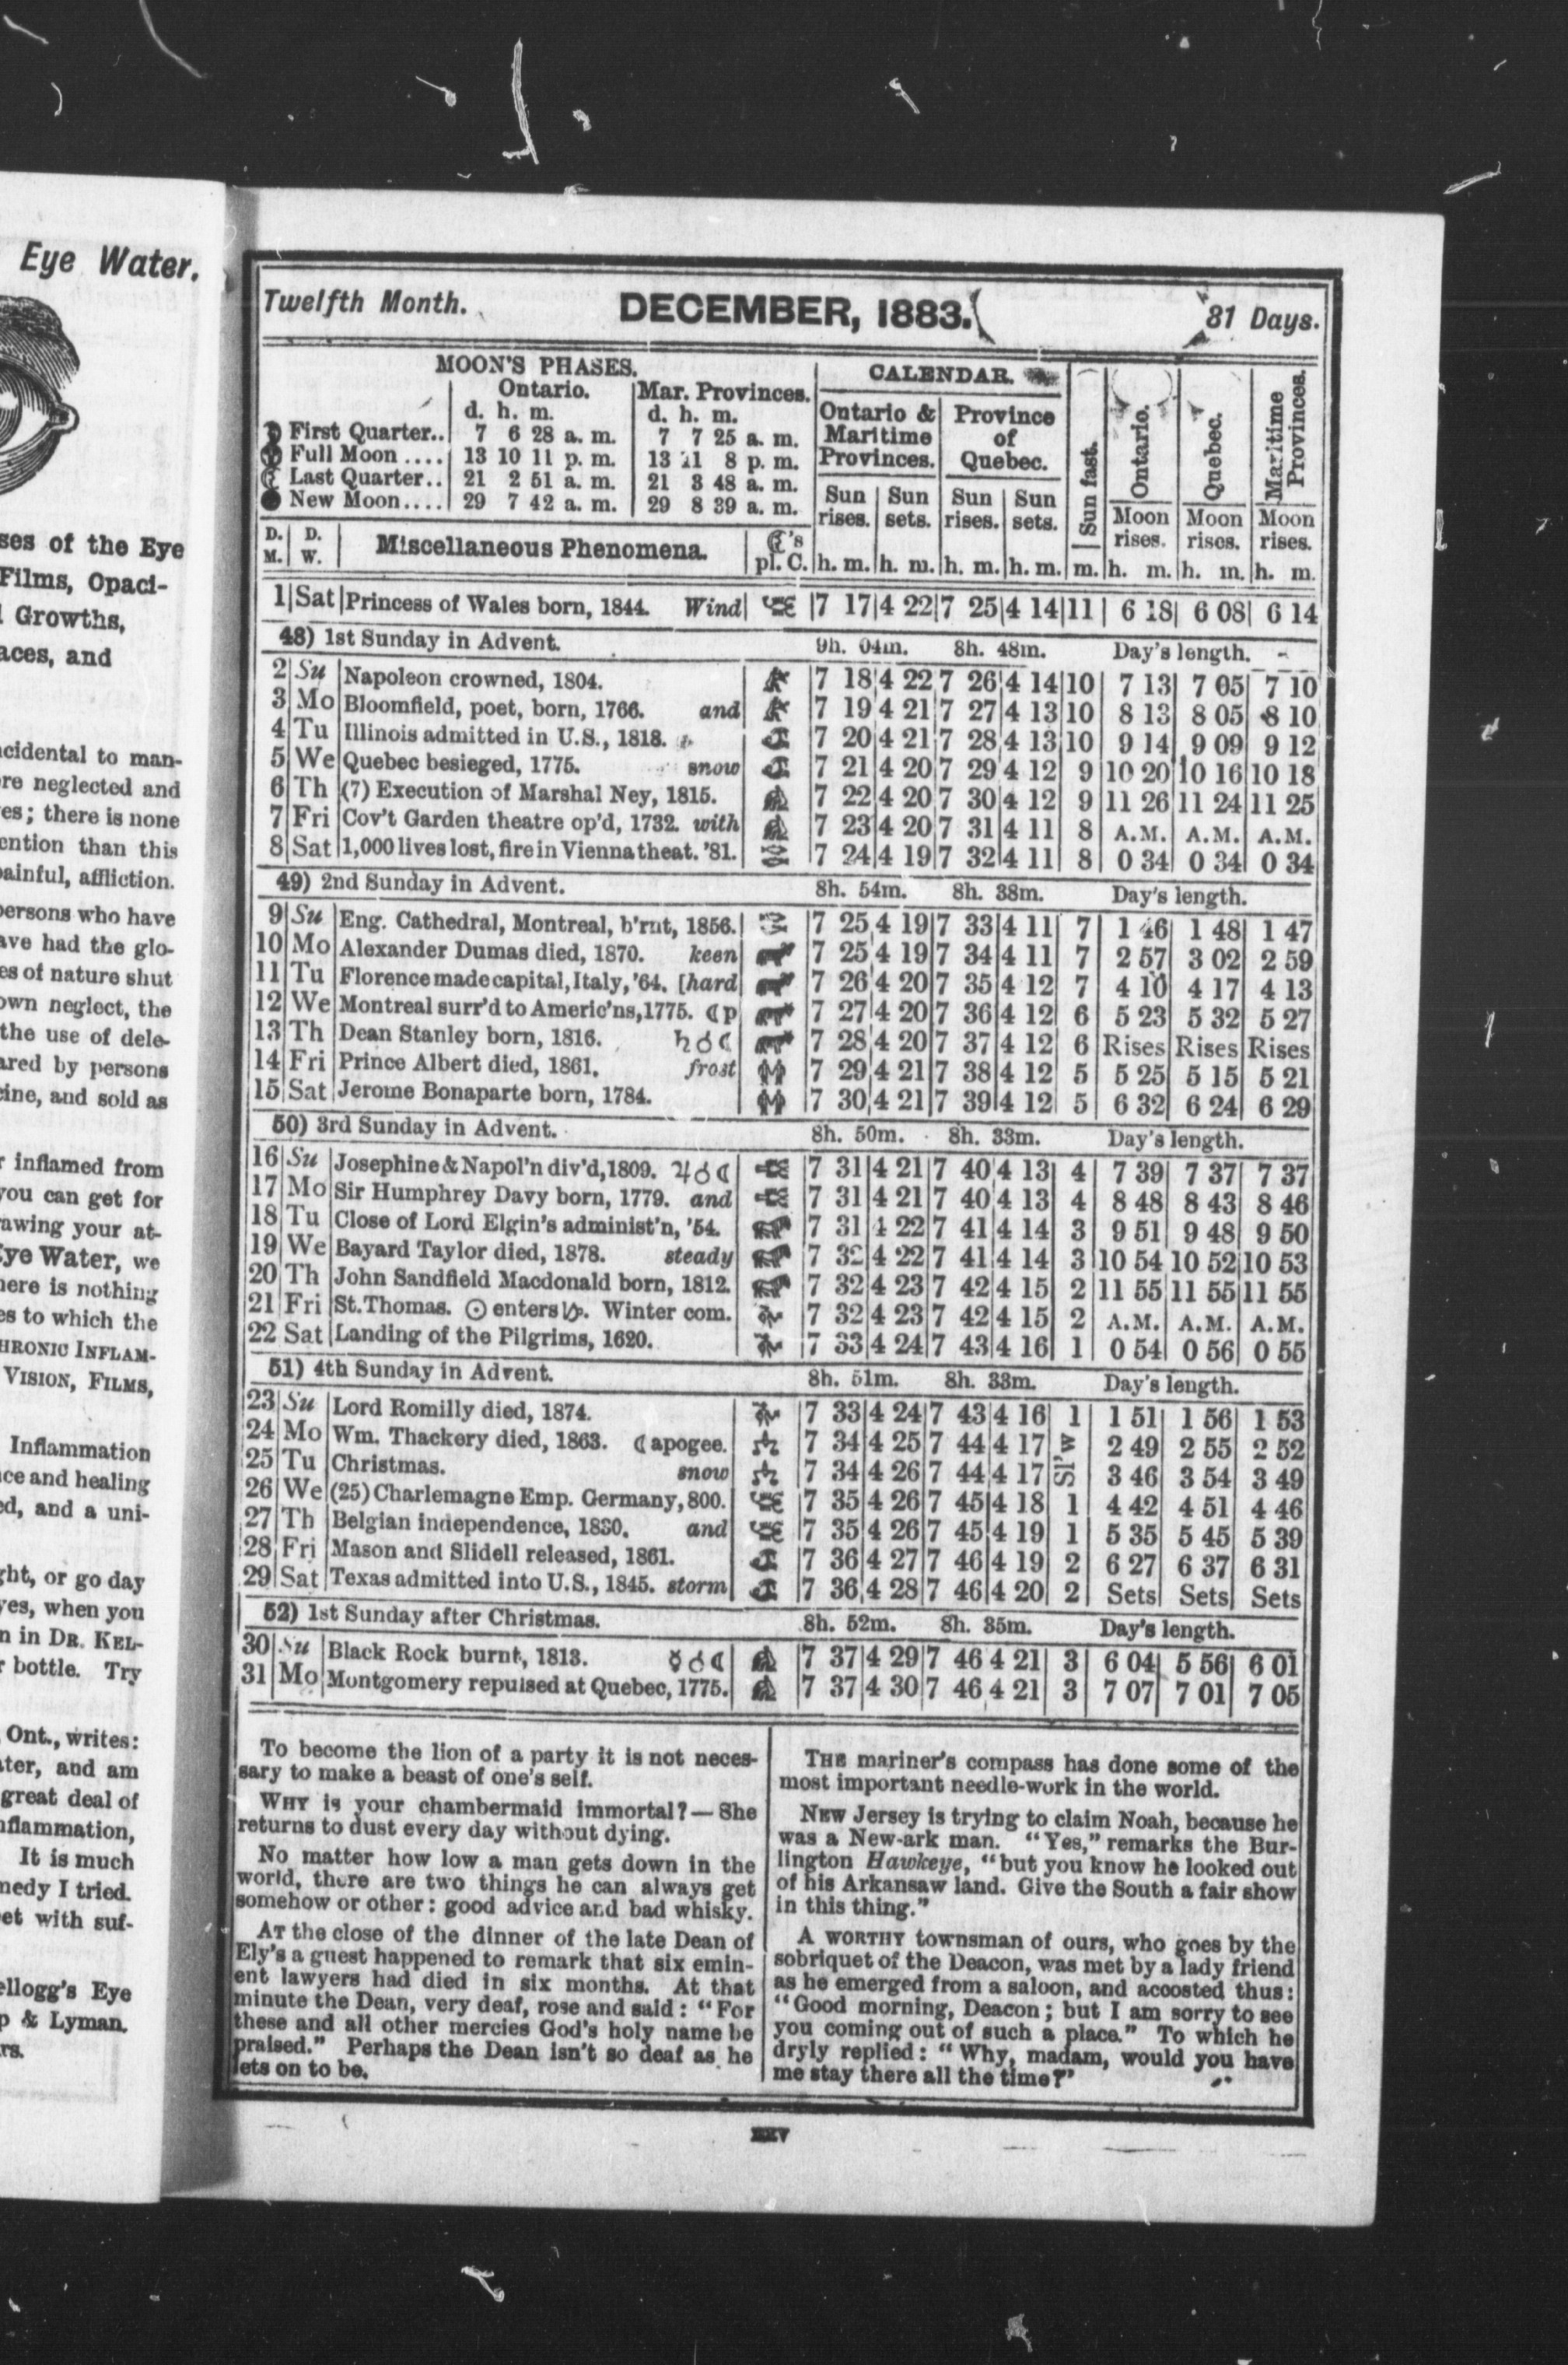 Eye Water.
ses of the Eye
Films, Opaci-
Growths,
aces, and
ncidental to man-
ere neglected and
yes; there is none
ention than this
painful, affliction.
persons who have
ave had the glo-
es of nature shut
own neglect, the
the use of dele-
ared by persons
cine, and sold as
r inflamed from
you can get for
rawing your at-
Eye Water, we
here is nothing
es to which the
HRONIC INFLAM-
VISION, FILMS,
Inflammation
ce and healing
ed, and a uni-
ght, or go day
yes, when you
n in DR. KEL-
r bottle. Try
Ont., writes:
ater, and am
great deal of
nflammation,
It is much
medy I tried.
et with suf-
ellogg's Eye
p & Lyman.
rs.
Twelfth Month. DECEMBER, 1883. 31 Days.
MOON'S PHASES.
Ontario. Mar. Provinces.
d. h. m. d. h. m.
First Quarter.. 7 6 28 a. m. 7 7 25 a. m.
Full Moon .... 13 10 11 p. m. 13 11 8 p. m.
Last Quarter.. 21 2 51 a. m. 21 3 48 a. m.
New Moon.... 29 7 42 a. m. 29 8 39 a. m.
CALENDAR.
Ontario & Maritime Provinces. Province of Quebec. Sun fast. Ontario. Quebec. Maritime Provinces.
Sun rises. Sun sets. Sun rises. Sun sets. Moon rises. Moon rises. Moon rises.
D. M. D. W. Miscellaneous Phenomena. ☾'s pl. C. h. m. h. m. h. m. h. m. m. h. m. h. m. h. m.
1 Sat Princess of Wales born, 1844. Wind 7 17 4 22 7 25 4 14 11 6 18 6 08 6 14
48) 1st Sunday in Advent. 9h. 04m. 8h. 48m. Day's length.
2 Su Napoleon crowned, 1804. 7 18 4 22 7 26 4 14 10 7 13 7 05 7 10
3 Mo Bloomfield, poet, born, 1766. and 7 19 4 21 7 27 4 13 10 8 13 8 05 8 10
4 Tu Illinois admitted in U.S., 1818. 7 20 4 21 7 28 4 13 10 9 14 9 09 9 12
5 We Quebec besieged, 1775. snow 7 21 4 20 7 29 4 12 9 10 20 10 16 10 18
6 Th (7) Execution of Marshal Ney, 1815. 7 22 4 20 7 30 4 12 9 11 26 11 24 11 25
7 Fri Cov't Garden theatre op'd, 1732. with 7 23 4 20 7 31 4 11 8 A.M. A.M. A.M.
8 Sat 1,000 lives lost, fire in Vienna theat. '81. 7 24 4 19 7 32 4 11 8 0 34 0 34 0 34
49) 2nd Sunday in Advent. 8h. 54m. 8h. 38m. Day's length.
9 Su Eng. Cathedral, Montreal, b'rnt, 1856. 7 25 4 19 7 33 4 11 7 1 46 1 48 1 47
10 Mo Alexander Dumas died, 1870. keen 7 25 4 19 7 34 4 11 7 2 57 3 02 2 59
11 Tu Florence made capital, Italy, '64. [hard 7 26 4 20 7 35 4 12 7 4 10 4 17 4 13
12 We Montreal surr'd to Americ'ns, 1775. ☾ p 7 27 4 20 7 36 4 12 6 5 23 5 32 5 27
13 Th Dean Stanley born, 1816. ♄☌☾ 7 28 4 20 7 37 4 12 6 Rises Rises Rises
14 Fri Prince Albert died, 1861. frost 7 29 4 21 7 38 4 12 5 5 25 5 15 5 21
15 Sat Jerome Bonaparte born, 1784. 7 30 4 21 7 39 4 12 5 6 32 6 24 6 29
50) 3rd Sunday in Advent. 8h. 50m. 8h. 33m. Day's length.
16 Su Josephine & Napol'n div'd, 1809. ♃☌☾ 7 31 4 21 7 40 4 13 4 7 39 7 37 7 37
17 Mo Sir Humphrey Davy born, 1779. and 7 31 4 21 7 40 4 13 4 8 48 8 43 8 46
18 Tu Close of Lord Elgin's administ'n, '54. 7 31 4 22 7 41 4 14 3 9 51 9 48 9 50
19 We Bayard Taylor died, 1878. steady 7 32 4 22 7 41 4 14 3 10 54 10 52 10 53
20 Th John Sandfield Macdonald born, 1812. 7 32 4 23 7 42 4 15 2 11 55 11 55 11 55
21 Fri St. Thomas. ☉ enters ♑. Winter com. 7 32 4 23 7 42 4 15 2 A.M. A.M. A.M.
22 Sat Landing of the Pilgrims, 1620. 7 33 4 24 7 43 4 16 1 0 54 0 56 0 55
51) 4th Sunday in Advent. 8h. 51m. 8h. 33m. Day's length.
23 Su Lord Romilly died, 1874. 7 33 4 24 7 43 4 16 1 1 51 1 56 1 53
24 Mo Wm. Thackery died, 1863. ☾ apogee. 7 34 4 25 7 44 4 17 Sl'w 2 49 2 55 2 52
25 Tu Christmas. snow 7 34 4 26 7 44 4 17 3 46 3 54 3 49
26 We (25) Charlemagne Emp. Germany, 800. 7 35 4 26 7 45 4 18 1 4 42 4 51 4 46
27 Th Belgian independence, 1830. and 7 35 4 26 7 45 4 19 1 5 35 5 45 5 39
28 Fri Mason and Slidell released, 1861. 7 36 4 27 7 46 4 19 2 6 27 6 37 6 31
29 Sat Texas admitted into U.S., 1845. storm 7 36 4 28 7 46 4 20 2 Sets Sets Sets
52) 1st Sunday after Christmas. 8h. 52m. 8h. 35m. Day's length.
30 Su Black Rock burnt, 1813. ☿☌☾ 7 37 4 29 7 46 4 21 3 6 04 5 56 6 01
31 Mo Montgomery repulsed at Quebec, 1775. 7 37 4 30 7 46 4 21 3 7 07 7 01 7 05
To become the lion of a party it is not neces-
sary to make a beast of one's self.
WHY is your chambermaid immortal?—She
returns to dust every day without dying.
No matter how low a man gets down in the
world, there are two things he can always get
somehow or other: good advice and bad whisky.
AT the close of the dinner of the late Dean of
Ely's a guest happened to remark that six emin-
ent lawyers had died in six months. At that
minute the Dean, very deaf, rose and said: "For
these and all other mercies God's holy name be
praised." Perhaps the Dean isn't so deaf as he
lets on to be.
THE mariner's compass has done some of the
most important needle-work in the world.
NEW Jersey is trying to claim Noah, because he
was a New-ark man. "Yes," remarks the Bur-
lington Hawkeye, "but you know he looked out
of his Arkansaw land. Give the South a fair show
in this thing."
A WORTHY townsman of ours, who goes by the
sobriquet of the Deacon, was met by a lady friend
as he emerged from a saloon, and accosted thus:
"Good morning, Deacon; but I am sorry to see
you coming out of such a place." To which he
dryly replied: "Why, madam, would you have
me stay there all the time?"